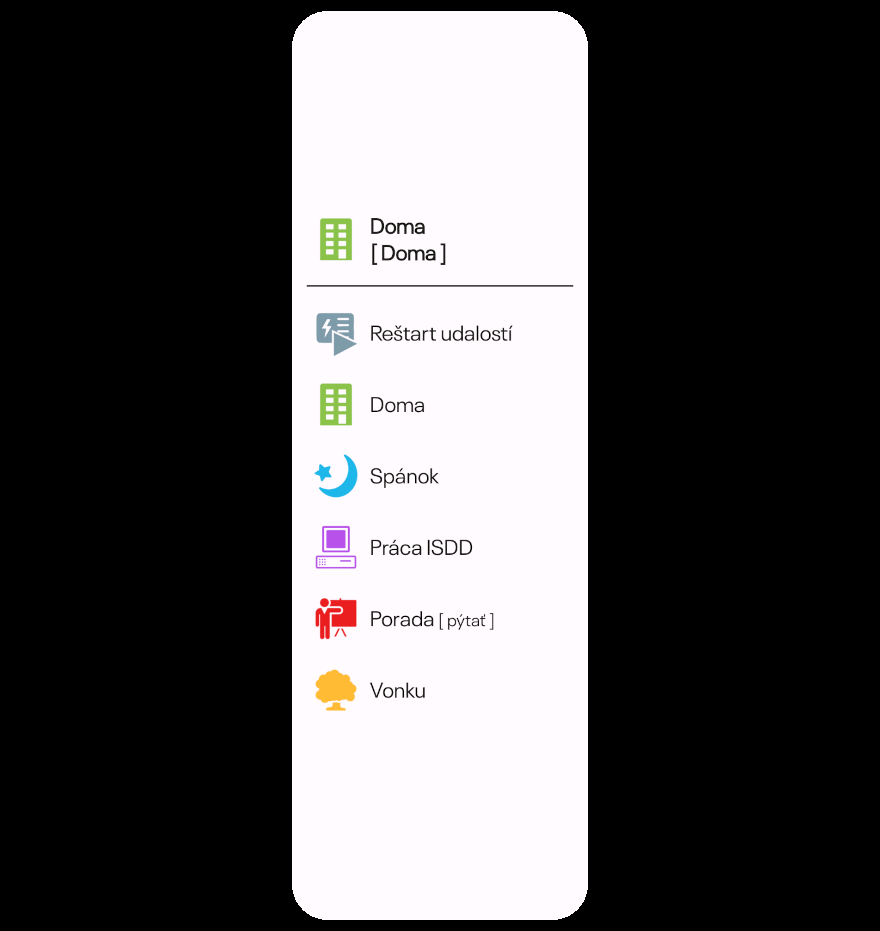 Doma
[ Doma ]
Reštart udalostí
Doma
Spánok
Práca ISDD
Porada [ pýtať ]
Vonku